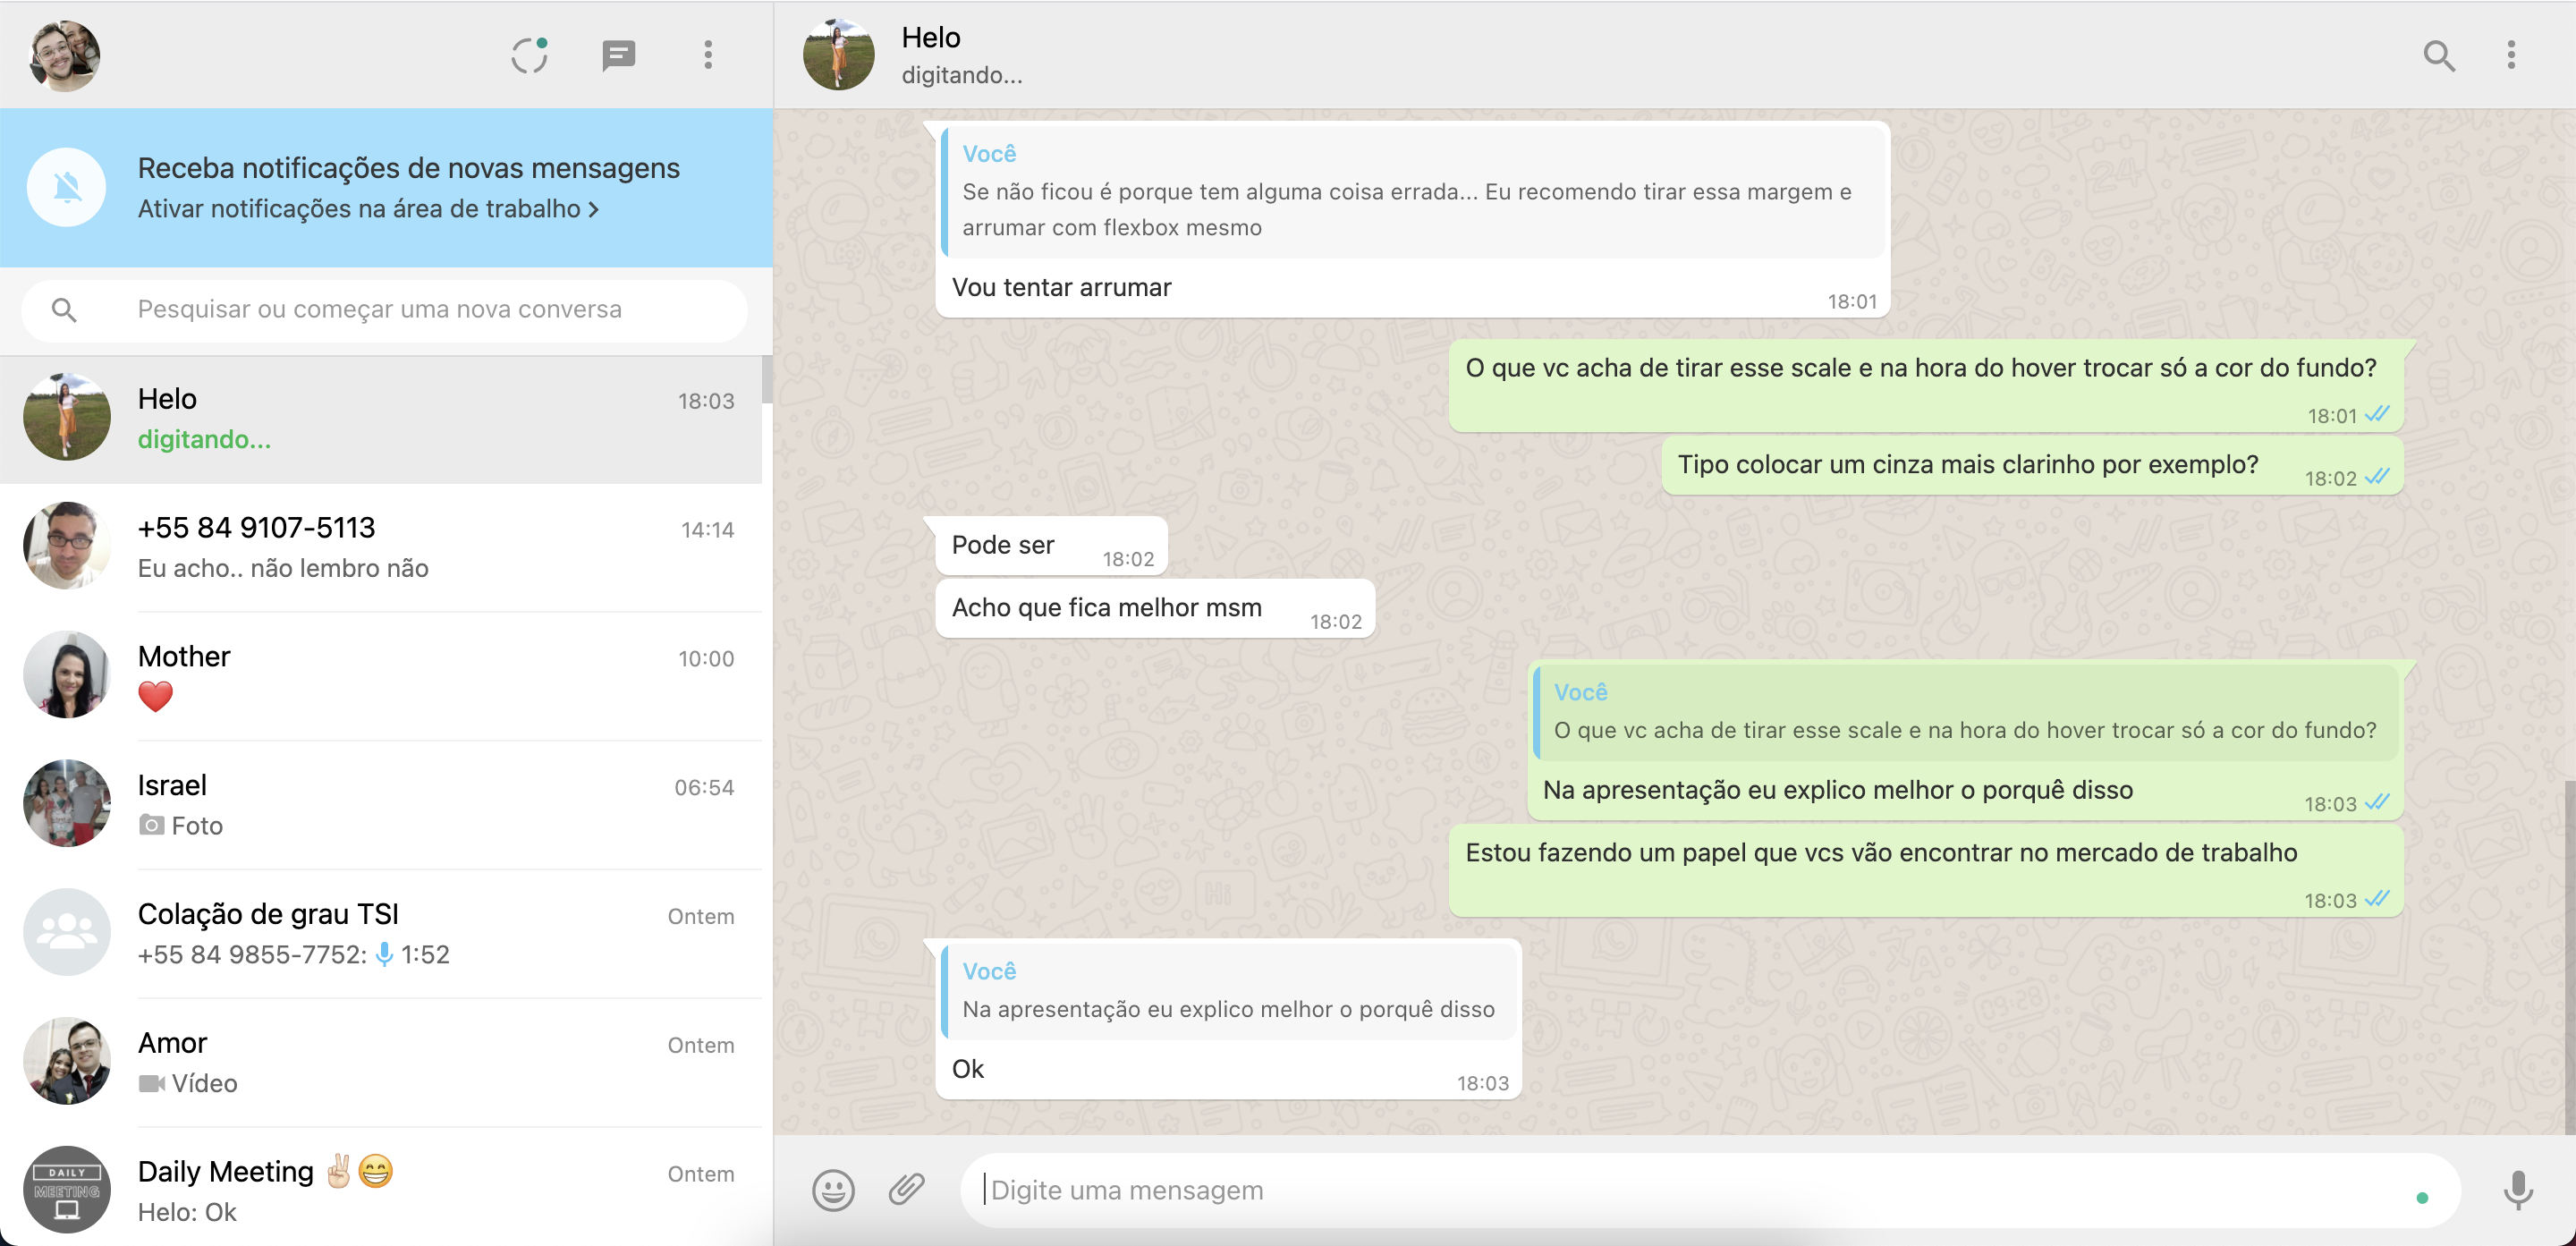 Receba notificações de novas mensagens
Ativar notificações na área de trabalho >
Pesquisar ou começar uma nova conversa
Helo
18:03
digitando...
+55 84 9107-5113
14:14
Eu acho.. não lembro não
Mother
10:00
❤️
Israel
06:54
Foto
Colação de grau TSI
Ontem
+55 84 9855-7752: 1:52
Amor
Ontem
Vídeo
DAILY
MEETING
Daily Meeting ✌🏻😁
Ontem
Helo: Ok
Helo
digitando...
Você
Se não ficou é porque tem alguma coisa errada... Eu recomendo tirar essa margem e
arrumar com flexbox mesmo
Vou tentar arrumar
18:01
O que vc acha de tirar esse scale e na hora do hover trocar só a cor do fundo?
18:01
Tipo colocar um cinza mais clarinho por exemplo?
18:02
Pode ser
18:02
Acho que fica melhor msm
18:02
Você
O que vc acha de tirar esse scale e na hora do hover trocar só a cor do fundo?
Na apresentação eu explico melhor o porquê disso
18:03
Estou fazendo um papel que vcs vão encontrar no mercado de trabalho
18:03
Você
Na apresentação eu explico melhor o porquê disso
Ok
18:03
Digite uma mensagem